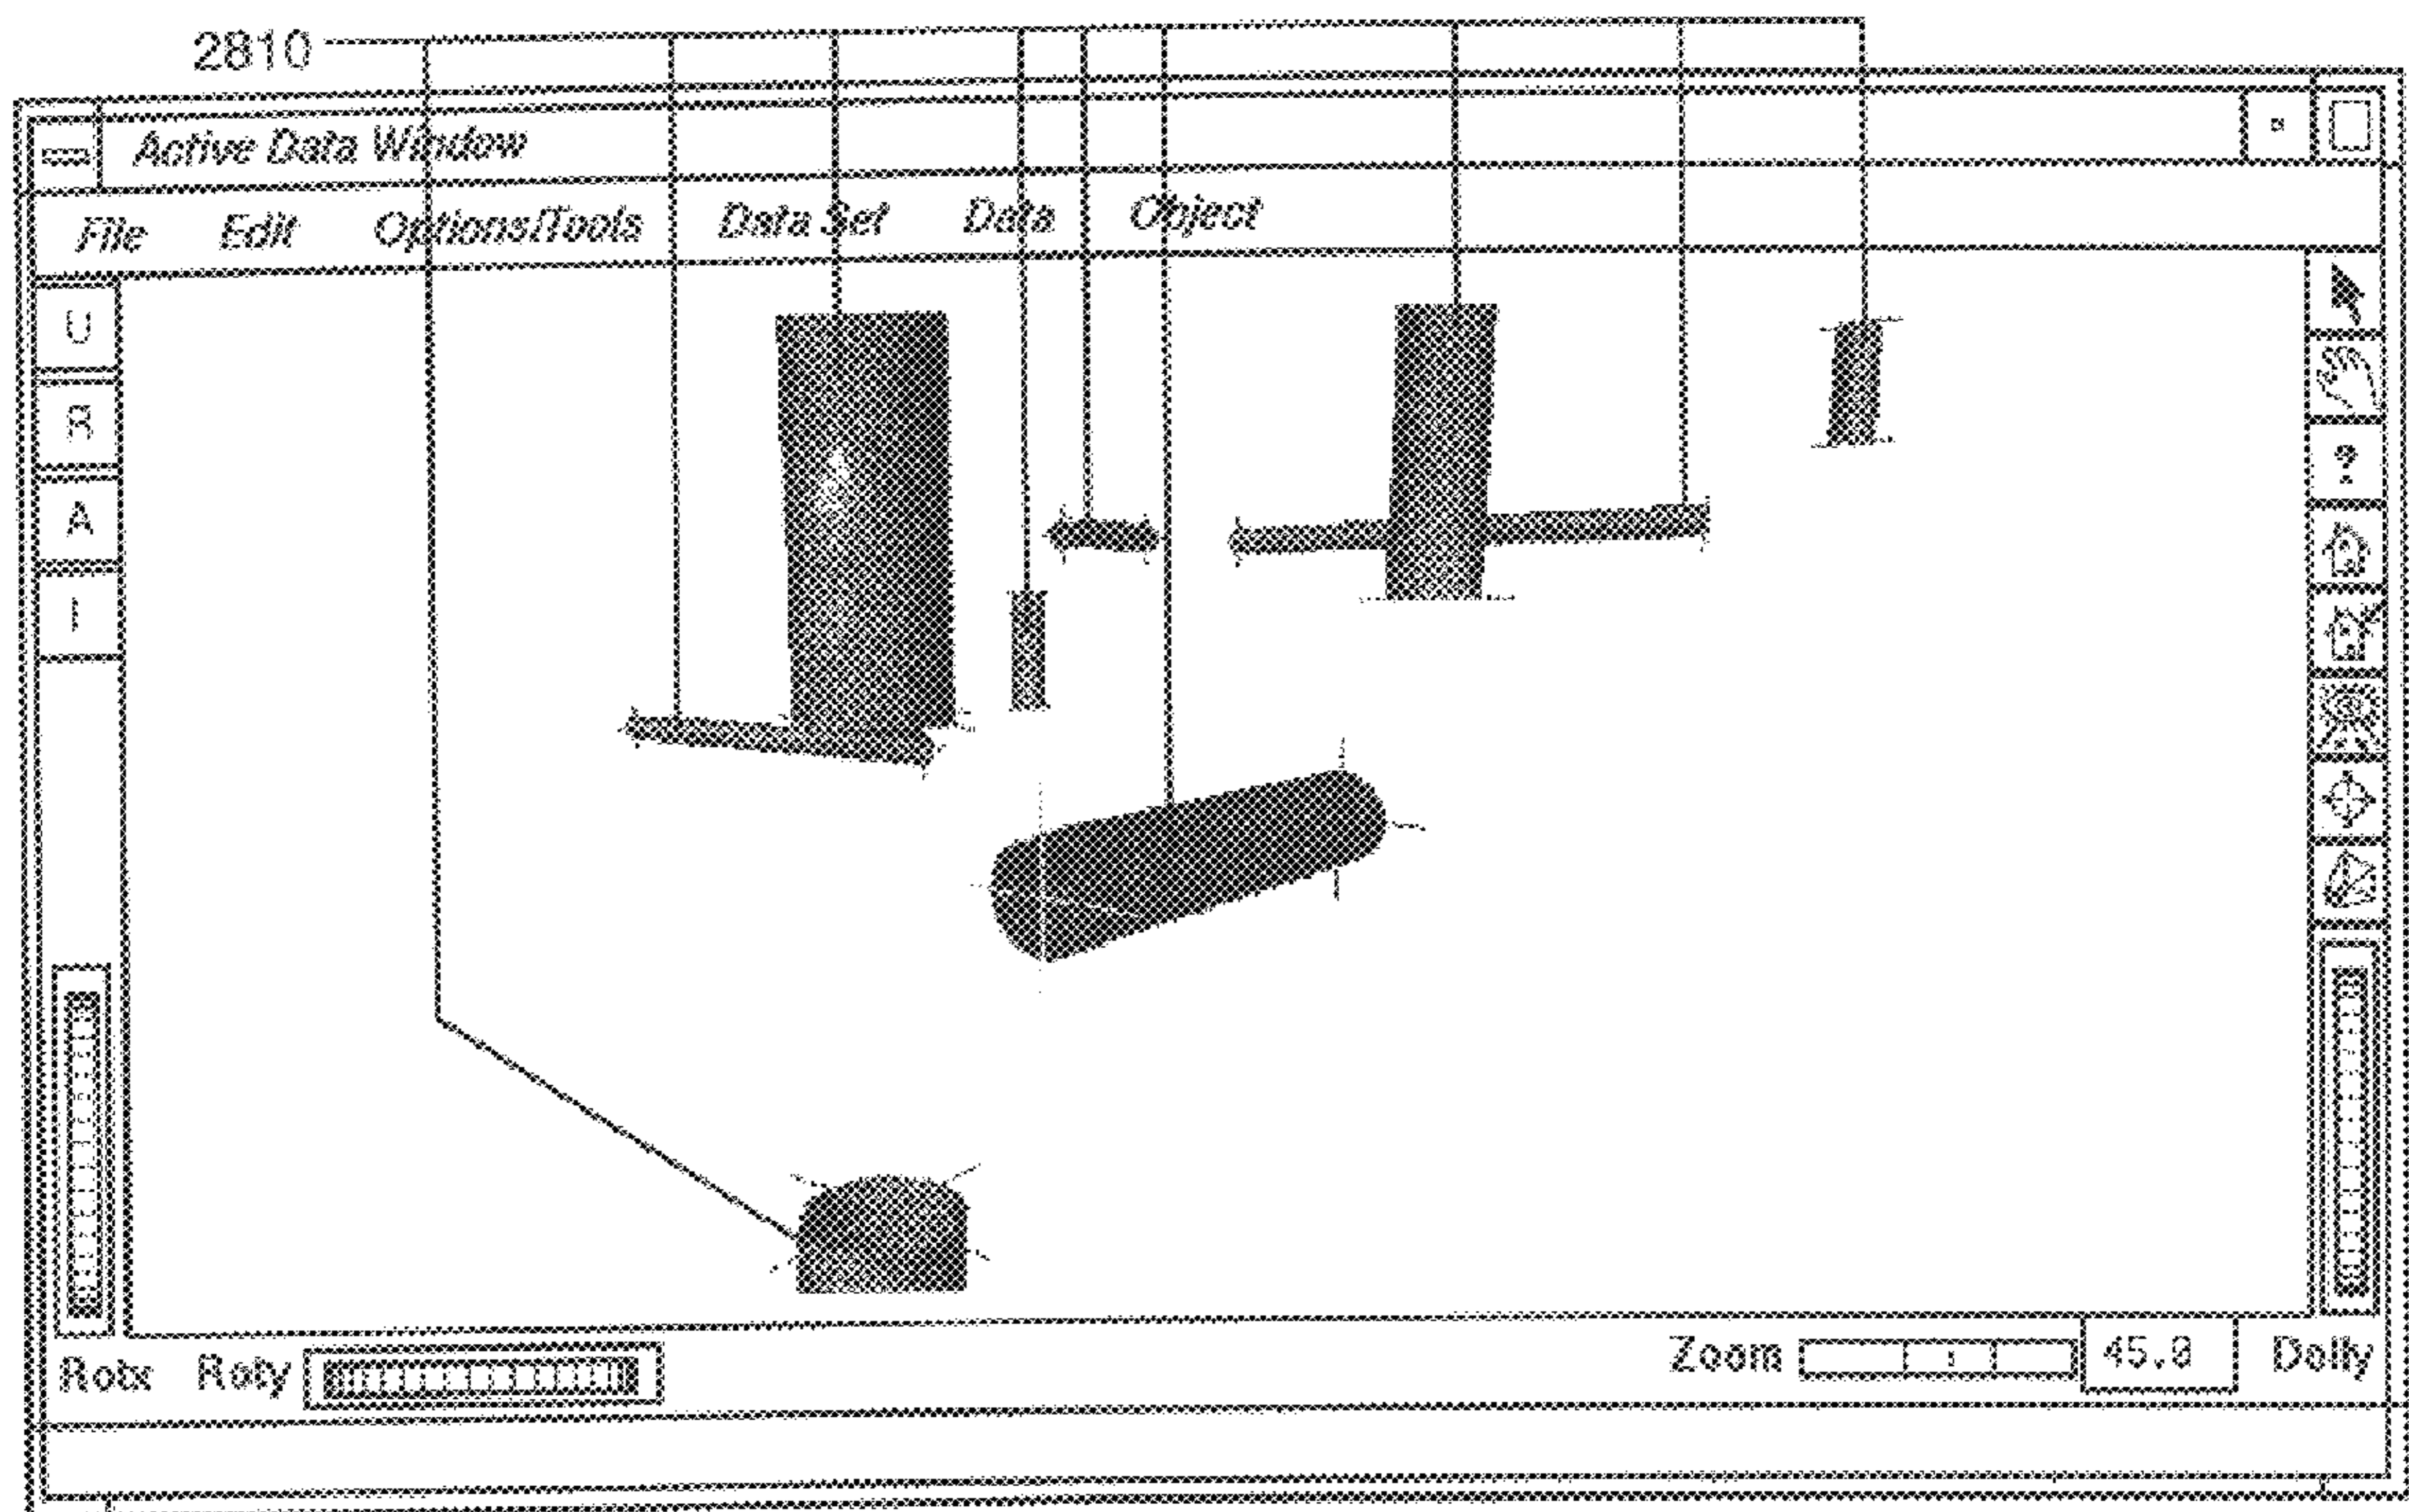 2810
Active Data Window
File Edit Options/Tools Data Set Data Object
U
R
A
I
?
Rotx Roty Zoom 45.0 Dolly